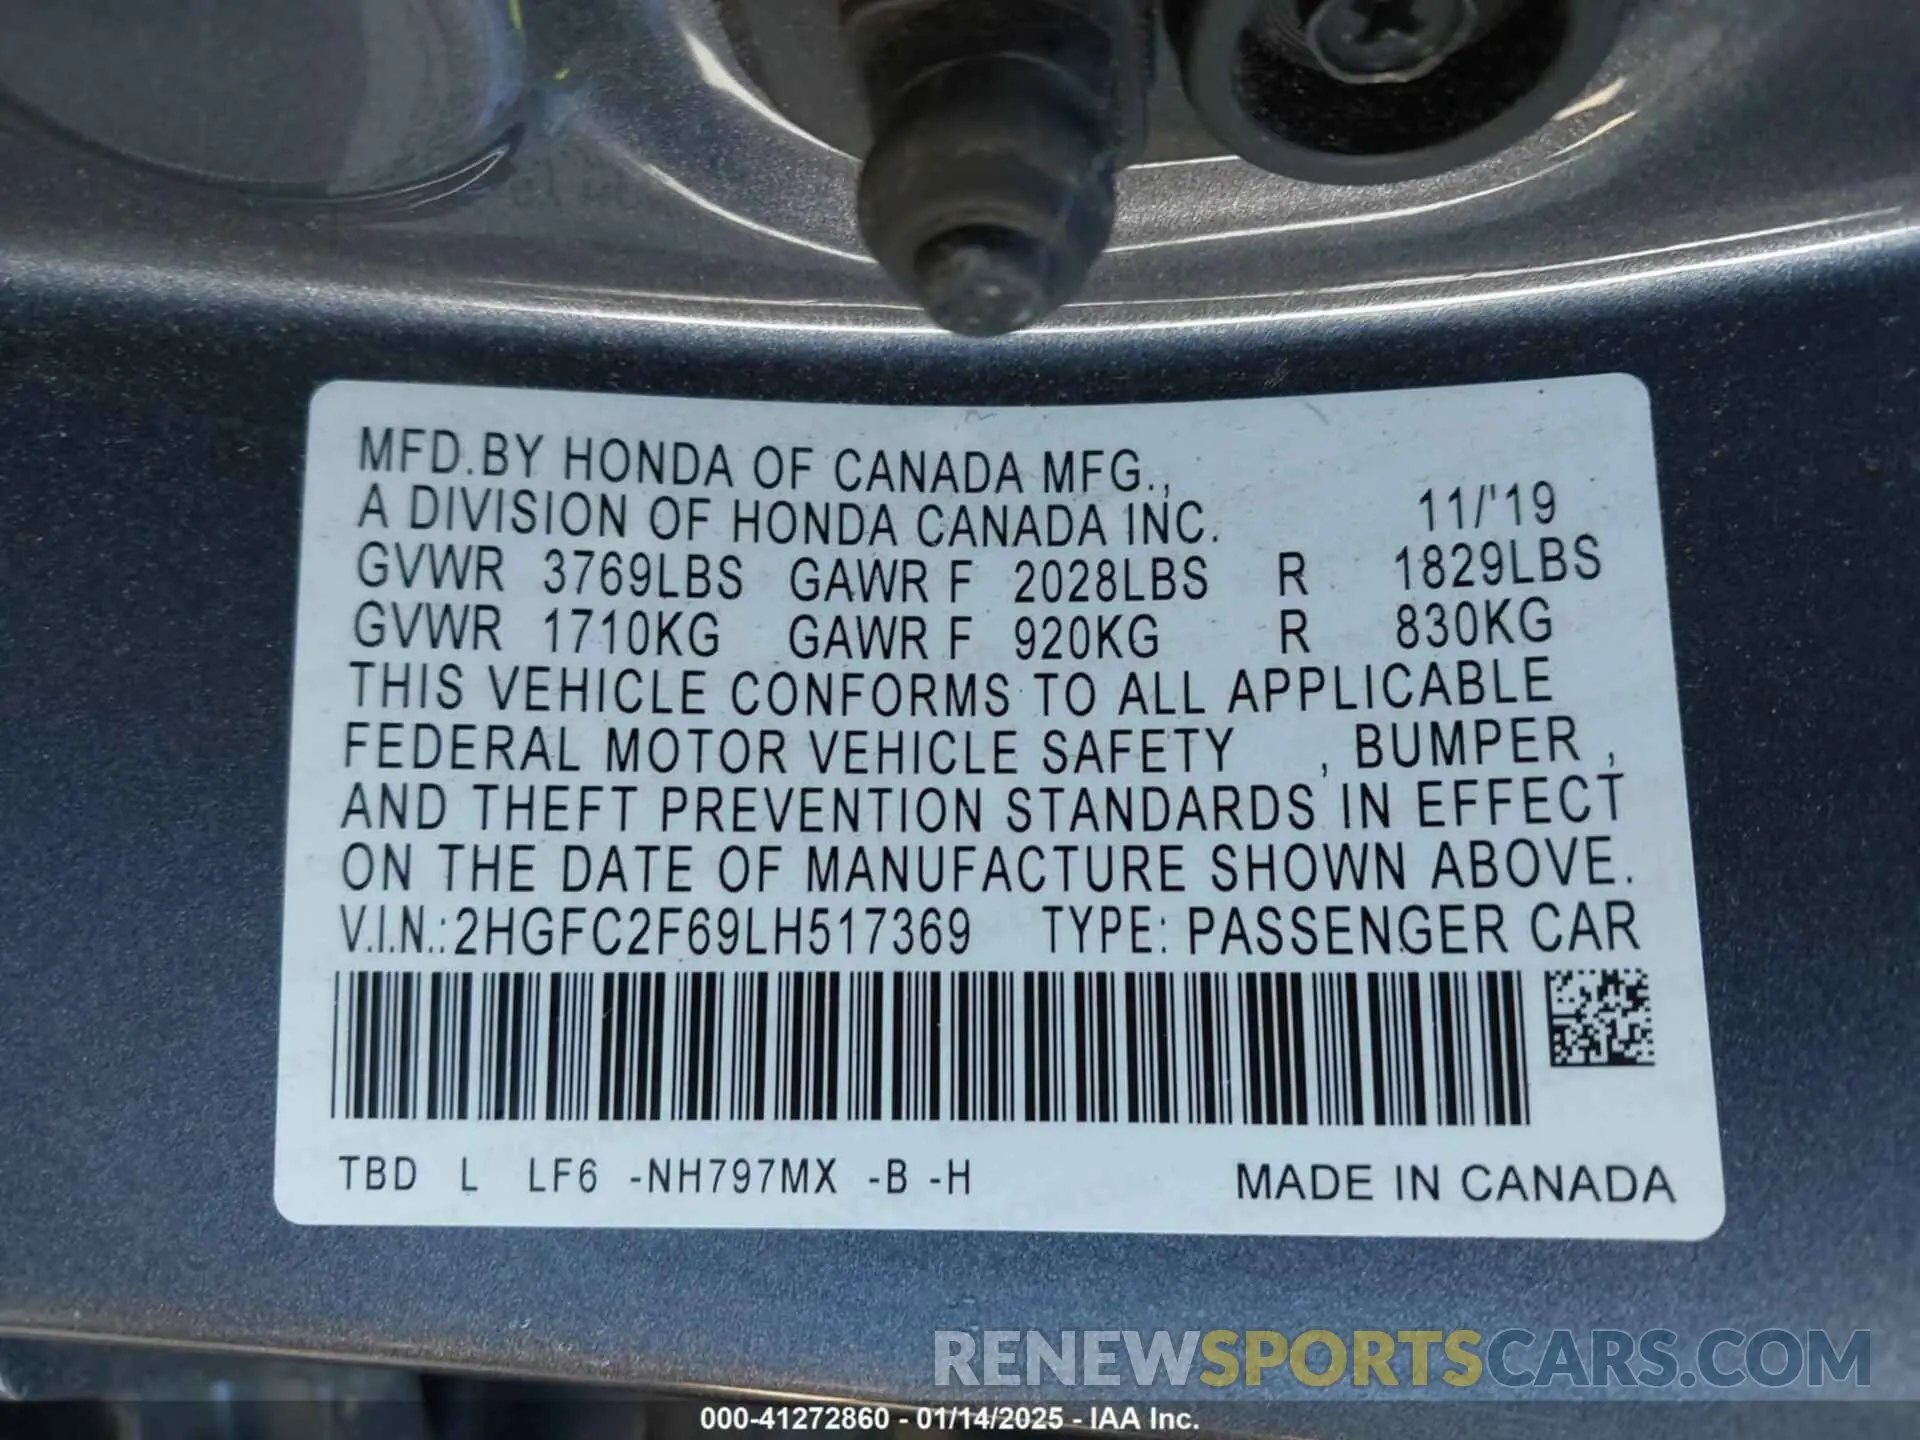 MFD.BY HONDA OF CANADA MFG.,
A DIVISION OF HONDA CANADA INC. 11/'19
GVWR 3769LBS GAWR F 2028LBS R 1829LBS
GVWR 1710KG GAWR F 920KG R 830KG
THIS VEHICLE CONFORMS TO ALL APPLICABLE
FEDERAL MOTOR VEHICLE SAFETY , BUMPER ,
AND THEFT PREVENTION STANDARDS IN EFFECT
ON THE DATE OF MANUFACTURE SHOWN ABOVE.
V.I.N.: 2HGFC2F69LH517369 TYPE: PASSENGER CAR
TBD L LF6 -NH797MX -B -H MADE IN CANADA
RENEWSPORTSCARS.COM
000-41272860 - 01/14/2025 - IAA Inc.